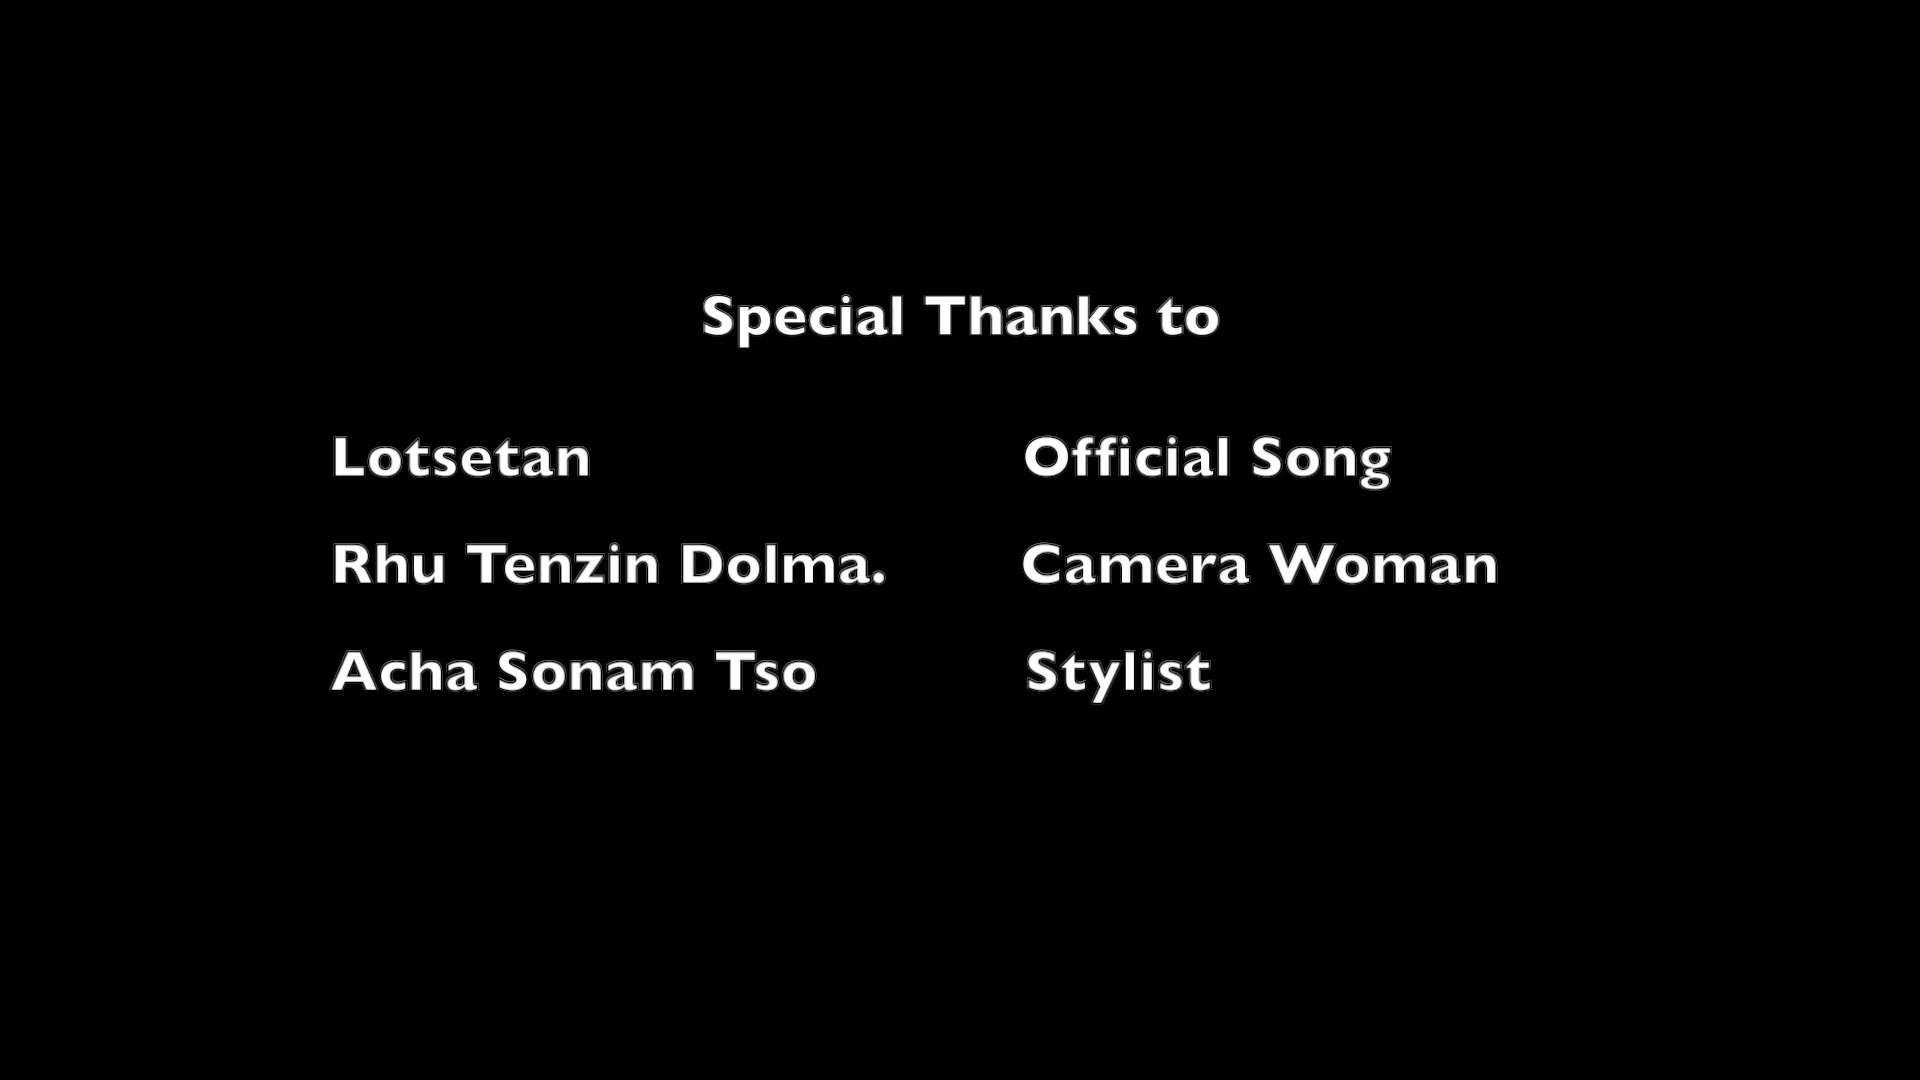 Special Thanks to
Lotsetan Official Song
Rhu Tenzin Dolma. Camera Woman
Acha Sonam Tso Stylist